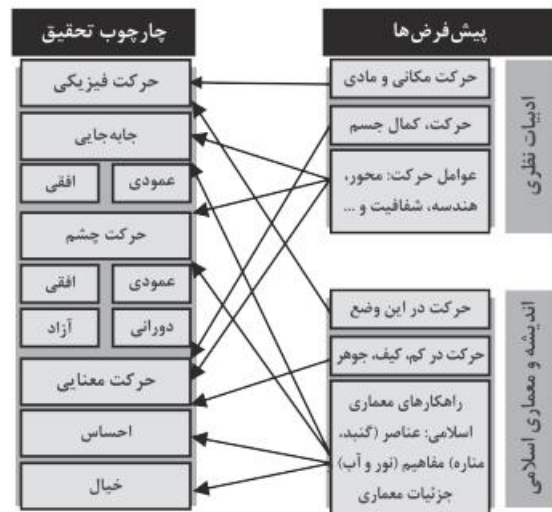 پیش‌فرض‌ها
ادبیات نظری
حرکت مکانی و مادی
حرکت، کمال جسم
عوامل حرکت: محور،
هندسه، شفافیت و ...
اندیشه و معماری اسلامی
حرکت در این وضع
حرکت در کم، کیف، جوهر
راهکارهای معماری
اسلامی: عناصر (گنبد،
مناره) مفاهیم (نور و آب)
جزئیات معماری
چارچوب تحقیق
حرکت فیزیکی
جابه‌جایی
عمودی
افقی
حرکت چشم
عمودی
افقی
دورانی
آزاد
حرکت معنایی
احساس
خیال